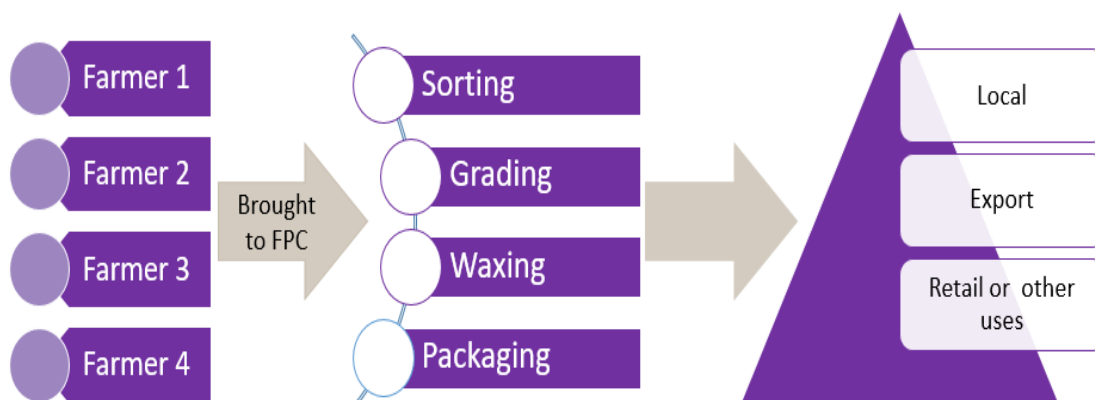 Farmer 1
Farmer 2
Farmer 3
Farmer 4
Brought
to FPC
Sorting
Grading
Waxing
Packaging
Local
Export
Retail or other
uses